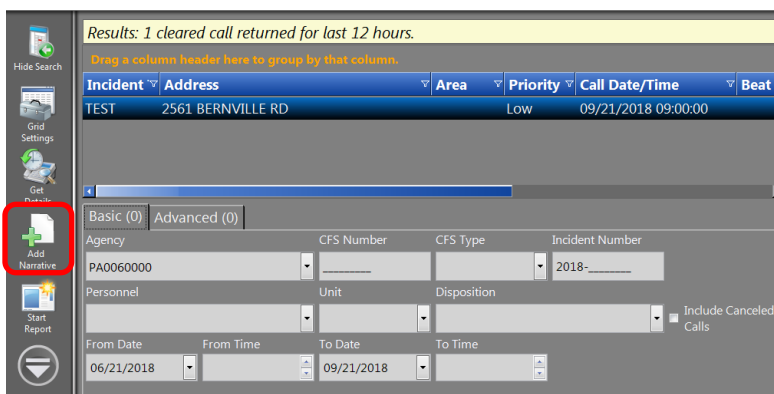 Results: 1 cleared call returned for last 12 hours.
Hide Search
Drag a column header here to group by that column.
Incident Address Area Priority Call Date/Time Beat
TEST 2561 BERNVILLE RD Low 09/21/2018 09:00:00
Grid
Settings
Get
Details
Basic (0) Advanced (0)
Add
Narrative
Agency CFS Number CFS Type Incident Number
PA0060000 ________ 2018-________
Personnel Unit Disposition
Include Canceled
Calls
Start
Report
From Date From Time To Date To Time
06/21/2018 09/21/2018